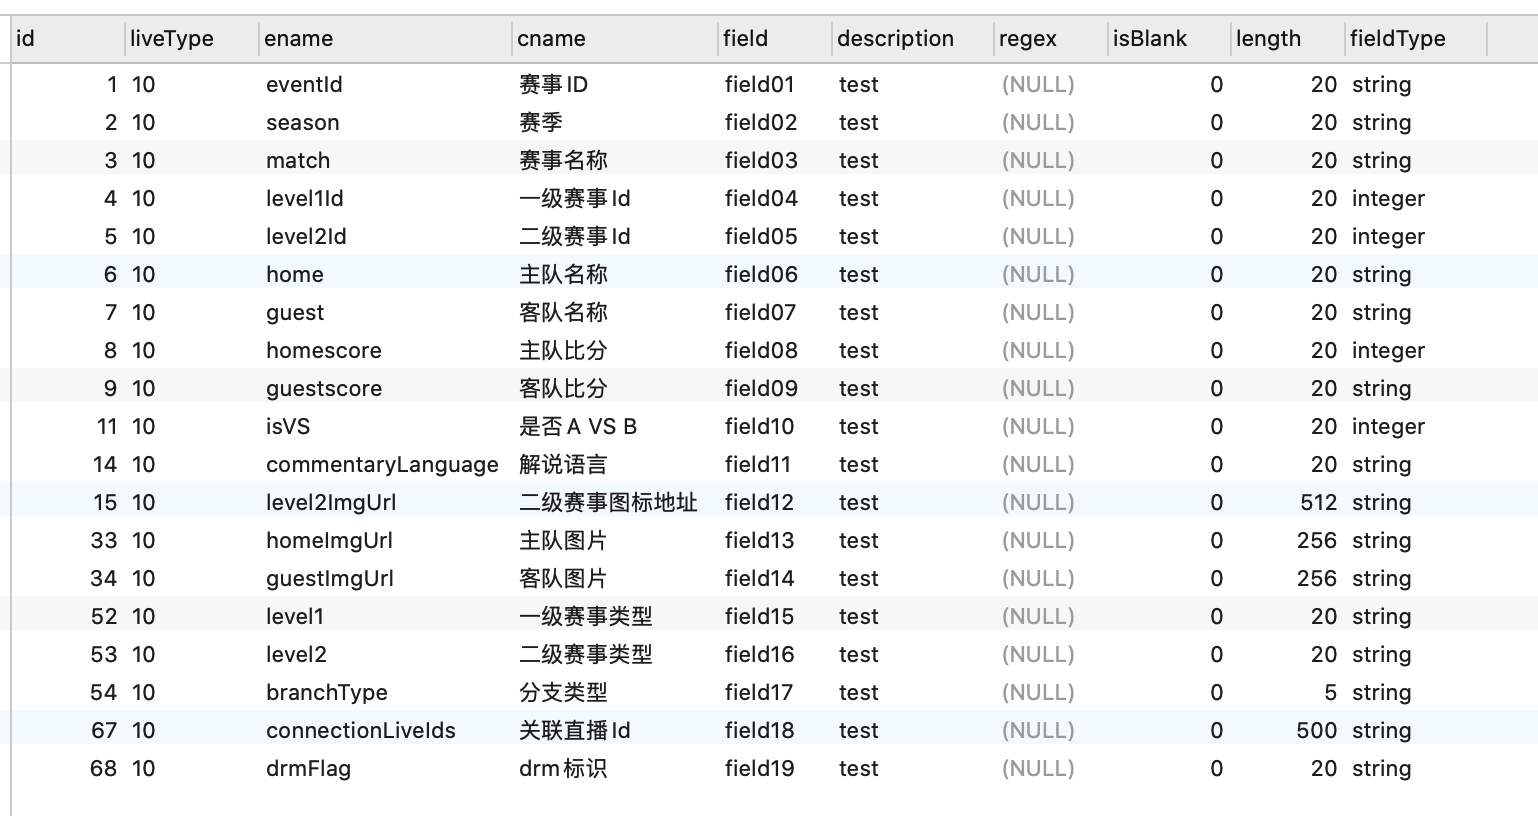 id liveType ename cname field description regex isBlank length fieldType
1 10 eventId 赛事ID field01 test (NULL) 0 20 string
2 10 season 赛季 field02 test (NULL) 0 20 string
3 10 match 赛事名称 field03 test (NULL) 0 20 string
4 10 level1Id 一级赛事Id field04 test (NULL) 0 20 integer
5 10 level2Id 二级赛事Id field05 test (NULL) 0 20 integer
6 10 home 主队名称 field06 test (NULL) 0 20 string
7 10 guest 客队名称 field07 test (NULL) 0 20 string
8 10 homescore 主队比分 field08 test (NULL) 0 20 integer
9 10 guestscore 客队比分 field09 test (NULL) 0 20 string
11 10 isVS 是否A VS B field10 test (NULL) 0 20 integer
14 10 commentaryLanguage 解说语言 field11 test (NULL) 0 20 string
15 10 level2ImgUrl 二级赛事图标地址 field12 test (NULL) 0 512 string
33 10 homeImgUrl 主队图片 field13 test (NULL) 0 256 string
34 10 guestImgUrl 客队图片 field14 test (NULL) 0 256 string
52 10 level1 一级赛事类型 field15 test (NULL) 0 20 string
53 10 level2 二级赛事类型 field16 test (NULL) 0 20 string
54 10 branchType 分支类型 field17 test (NULL) 0 5 string
67 10 connectionLiveIds 关联直播Id field18 test (NULL) 0 500 string
68 10 drmFlag drm标识 field19 test (NULL) 0 20 string